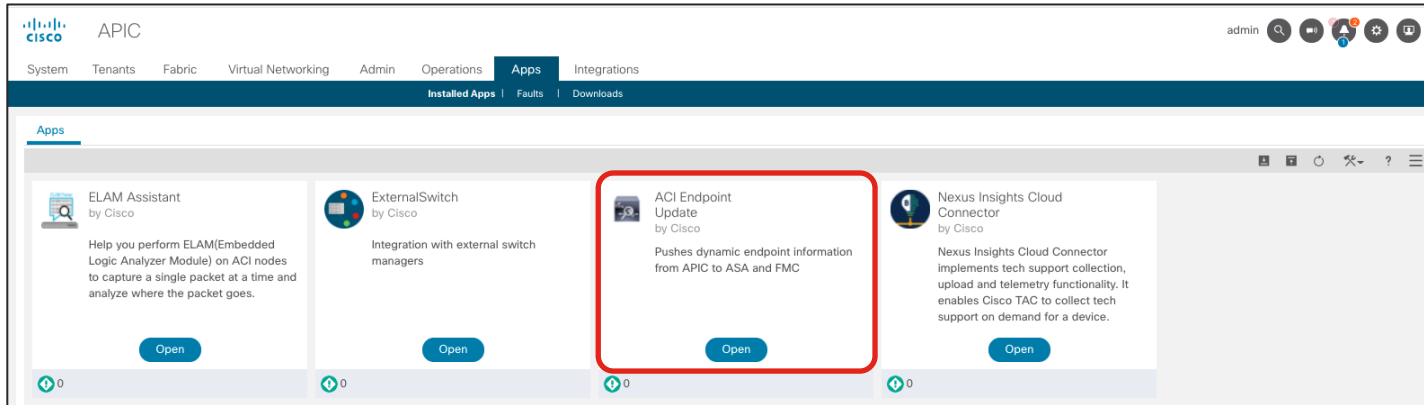 cisco
APIC
admin
2
1
System Tenants Fabric Virtual Networking Admin Operations Apps Integrations
Installed Apps | Faults | Downloads
Apps
?
ELAM Assistant
by Cisco
Help you perform ELAM(Embedded
Logic Analyzer Module) on ACI nodes
to capture a single packet at a time and
analyze where the packet goes.
Open
0
ExternalSwitch
by Cisco
Integration with external switch
managers
Open
0
ACI Endpoint
Update
by Cisco
Pushes dynamic endpoint information
from APIC to ASA and FMC
Open
0
Nexus Insights Cloud
Connector
by Cisco
Nexus Insights Cloud Connector
implements tech support collection,
upload and telemetry functionality. It
enables Cisco TAC to collect tech
support on demand for a device.
Open
0